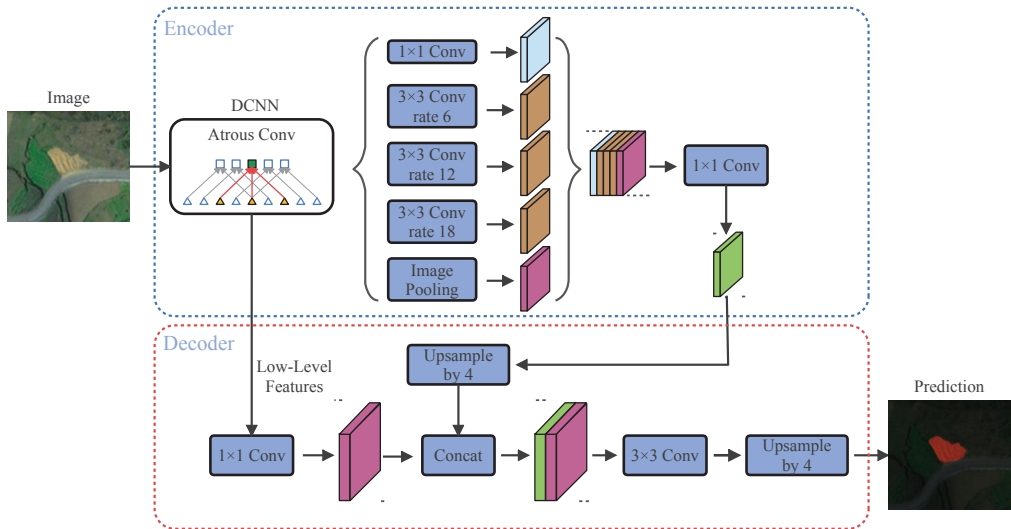 Encoder
Image
DCNN
Atrous Conv
1×1 Conv
3×3 Conv
rate 6
3×3 Conv
rate 12
3×3 Conv
rate 18
Image
Pooling
1×1 Conv
Decoder
Low-Level
Features
Upsample
by 4
1×1 Conv
Concat
3×3 Conv
Upsample
by 4
Prediction